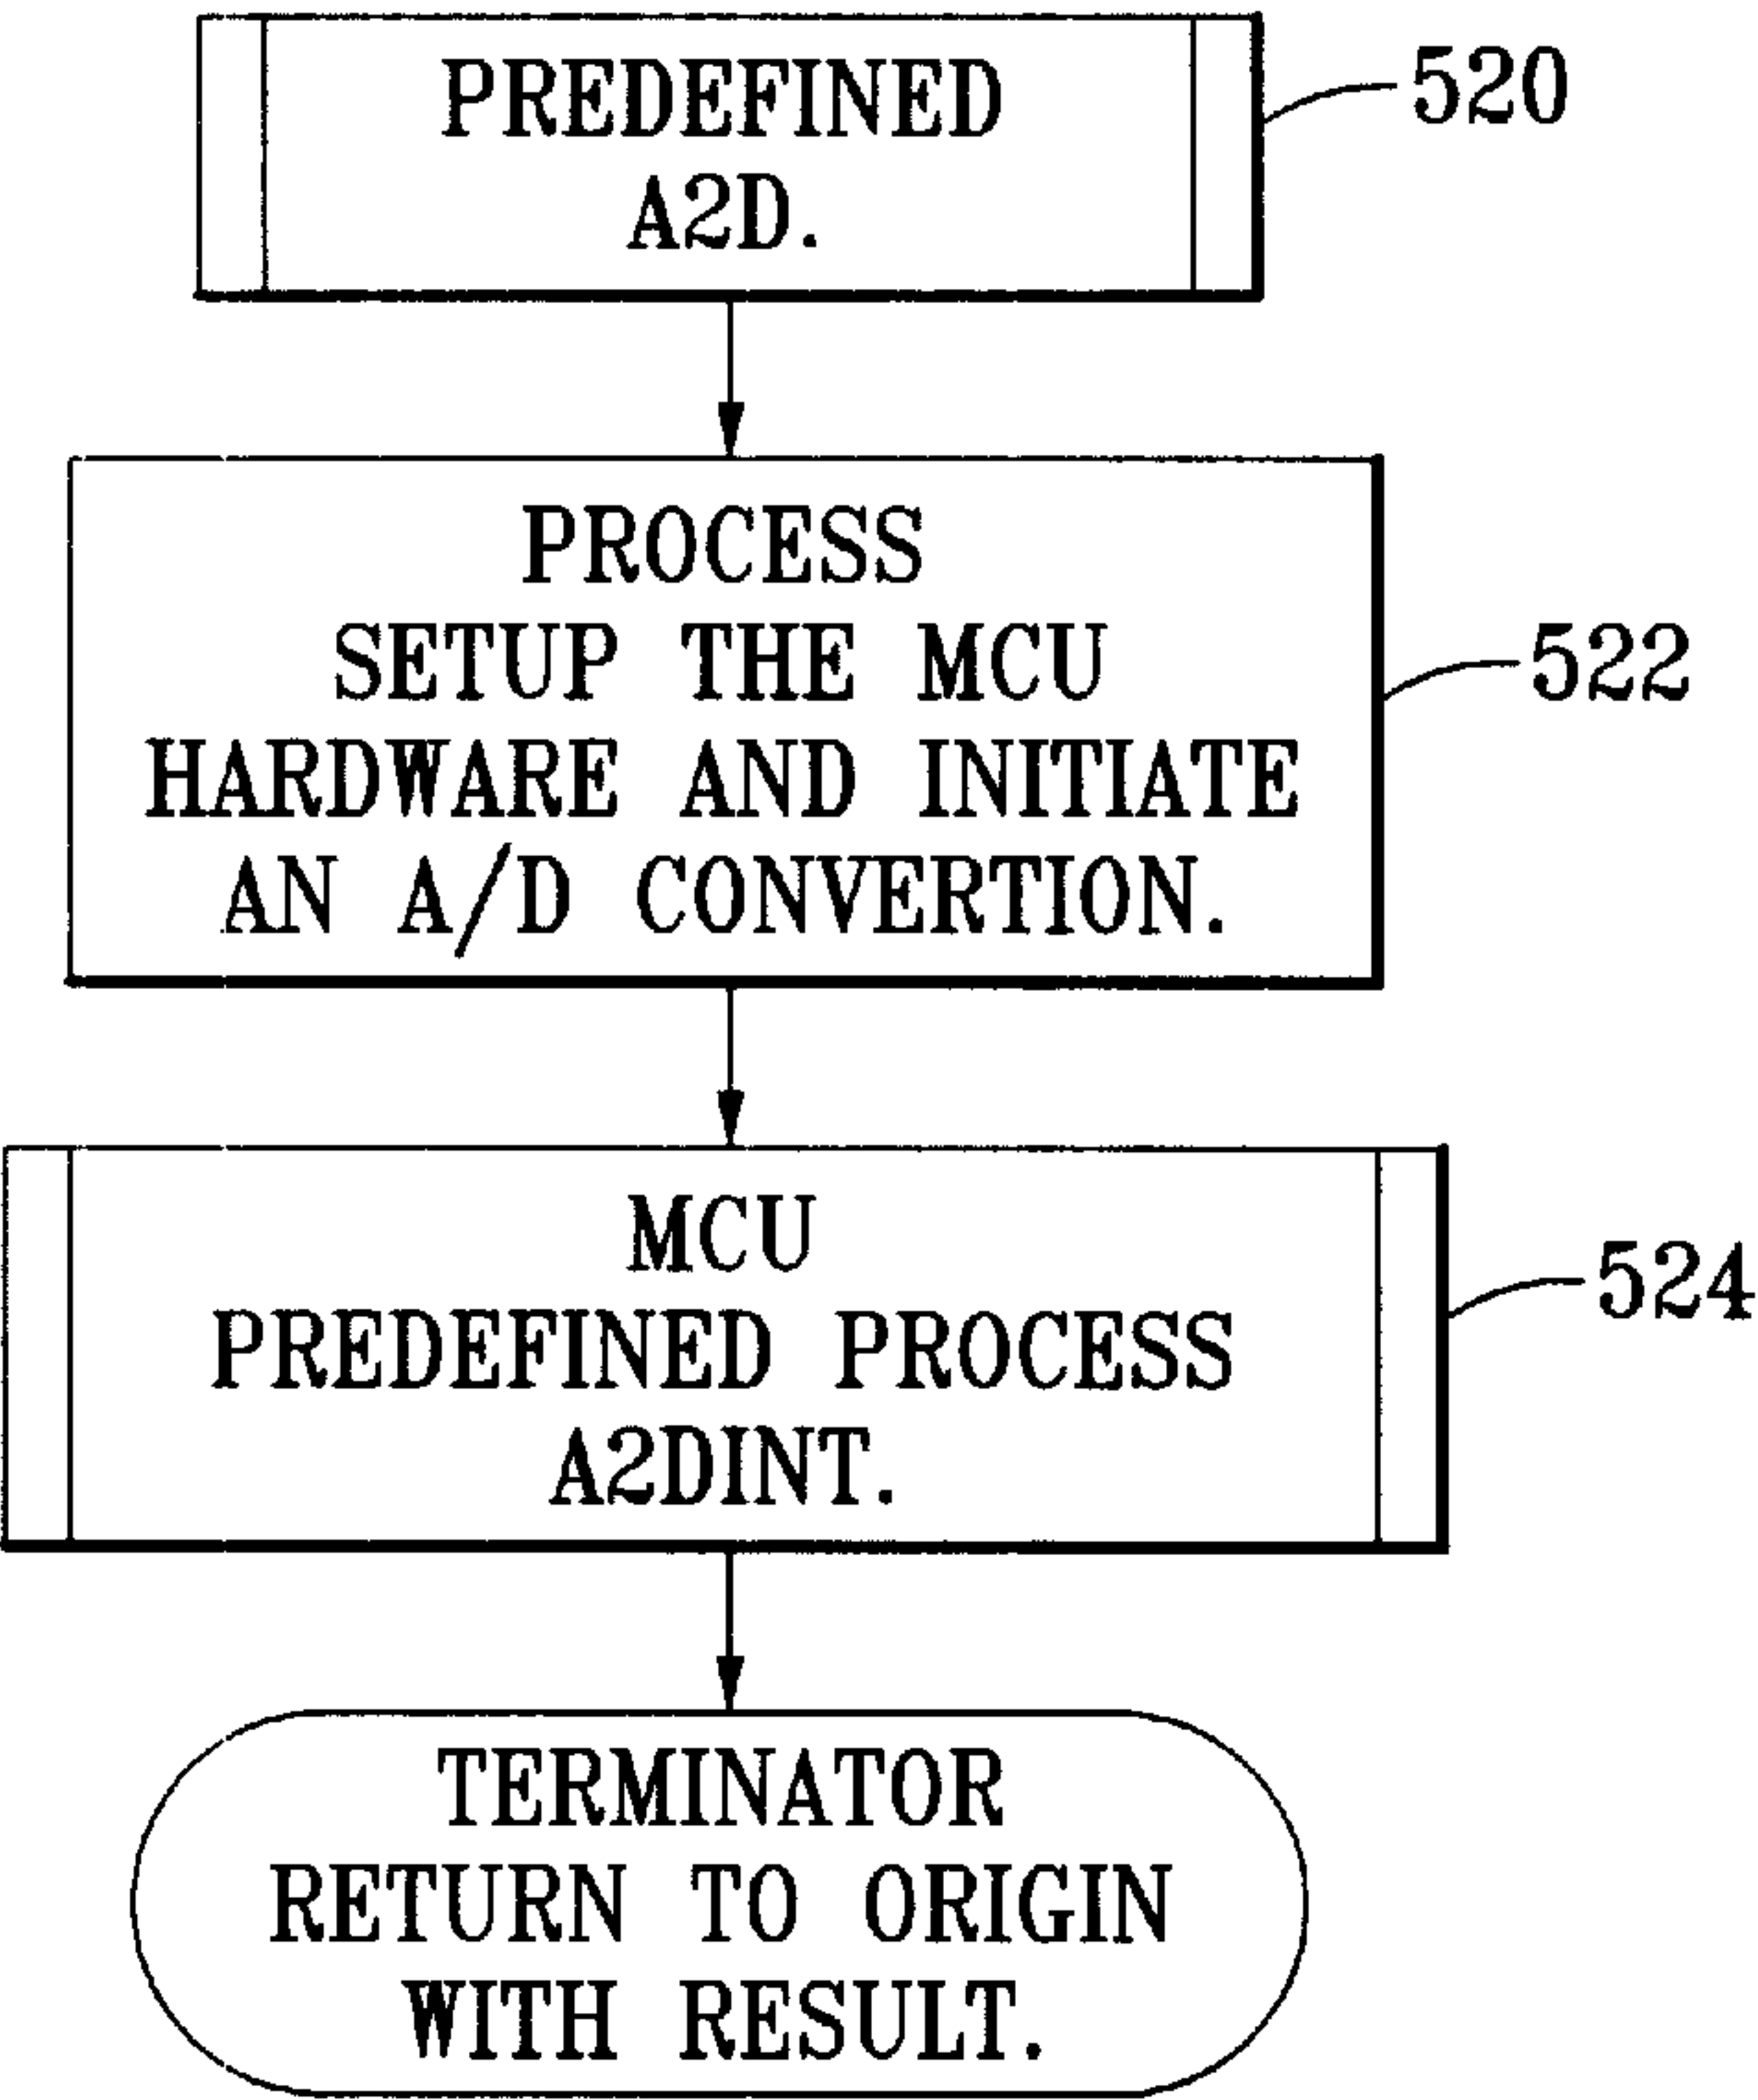 PREDEFINED
A2D.
520
PROCESS
SETUP THE MCU
HARDWARE AND INITIATE
AN A/D CONVERTION.
522
MCU
PREDEFINED PROCESS
A2DINT.
524
TERMINATOR
RETURN TO ORIGIN
WITH RESULT.